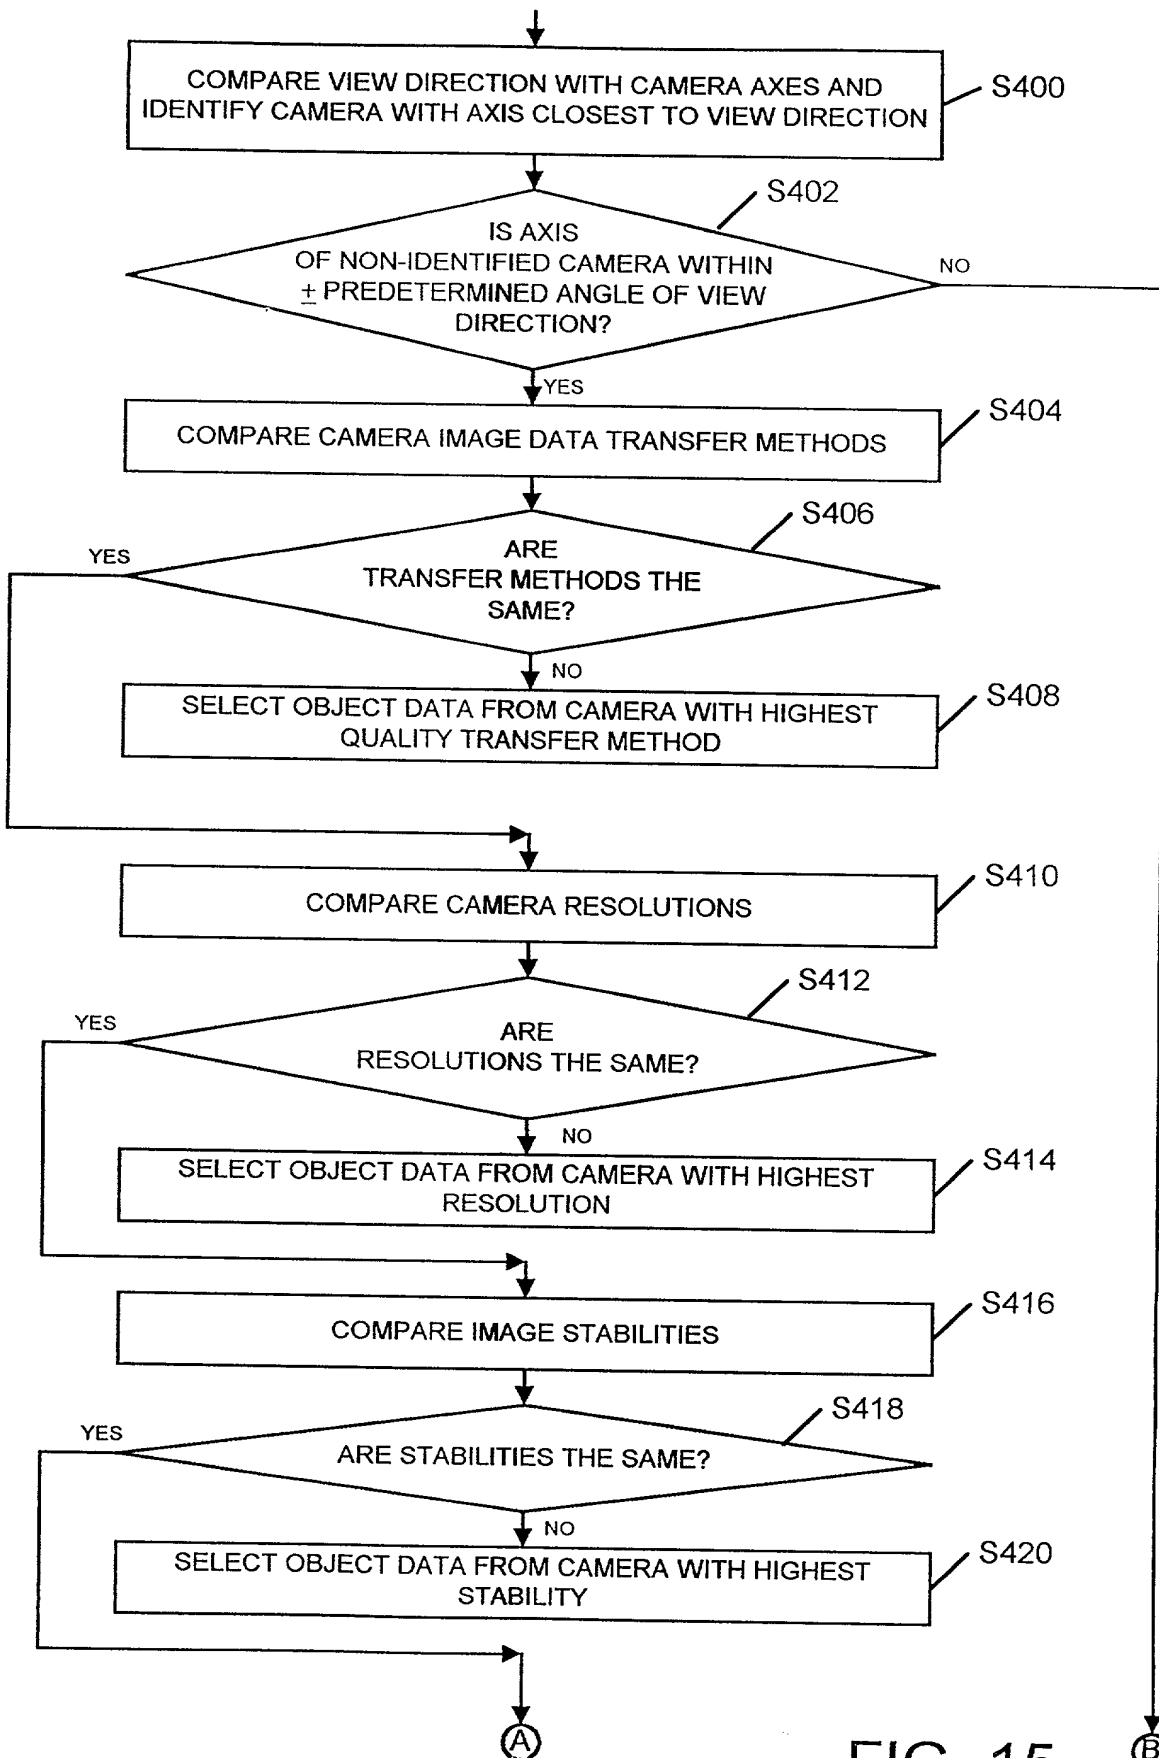 COMPARE VIEW DIRECTION WITH CAMERA AXES AND
IDENTIFY CAMERA WITH AXIS CLOSEST TO VIEW DIRECTION
S400
S402
IS AXIS
OF NON-IDENTIFIED CAMERA WITHIN
± PREDETERMINED ANGLE OF VIEW
DIRECTION?
NO
YES
S404
COMPARE CAMERA IMAGE DATA TRANSFER METHODS
S406
YES
ARE
TRANSFER METHODS THE
SAME?
NO
S408
SELECT OBJECT DATA FROM CAMERA WITH HIGHEST
QUALITY TRANSFER METHOD
S410
COMPARE CAMERA RESOLUTIONS
S412
YES
ARE
RESOLUTIONS THE SAME?
NO
S414
SELECT OBJECT DATA FROM CAMERA WITH HIGHEST
RESOLUTION
S416
COMPARE IMAGE STABILITIES
S418
YES
ARE STABILITIES THE SAME?
NO
S420
SELECT OBJECT DATA FROM CAMERA WITH HIGHEST
STABILITY
A
FIG. 15
B